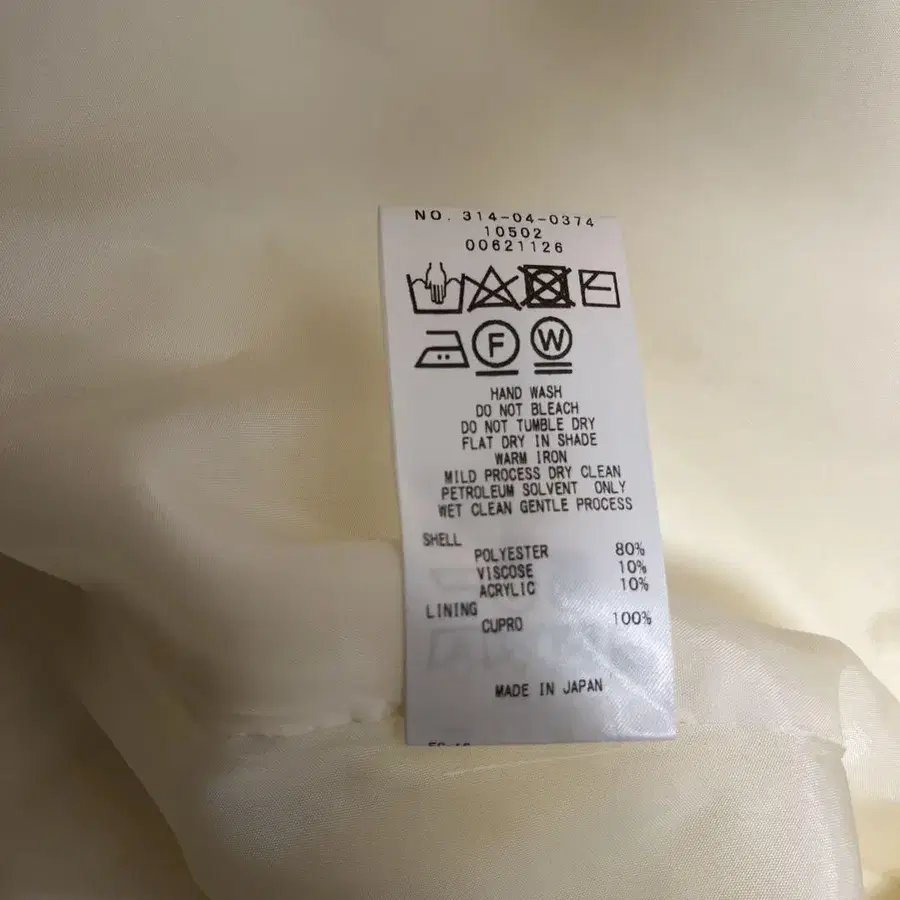 NO. 314-04-0374
10502
00621126
F W
HAND WASH
DO NOT BLEACH
DO NOT TUMBLE DRY
FLAT DRY IN SHADE
WARM IRON
MILD PROCESS DRY CLEAN
PETROLEUM SOLVENT ONLY
WET CLEAN GENTLE PROCESS
SHELL
POLYESTER 80%
VISCOSE 10%
ACRYLIC 10%
LINING
CUPRO 100%
MADE IN JAPAN